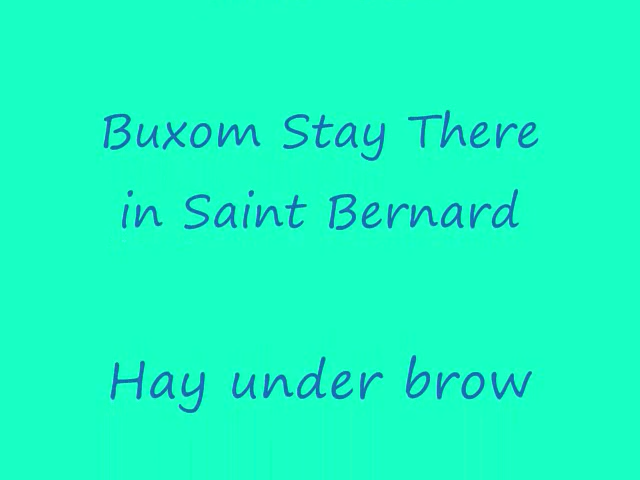 Buxom Stay There
in Saint Bernard
Hay under brow